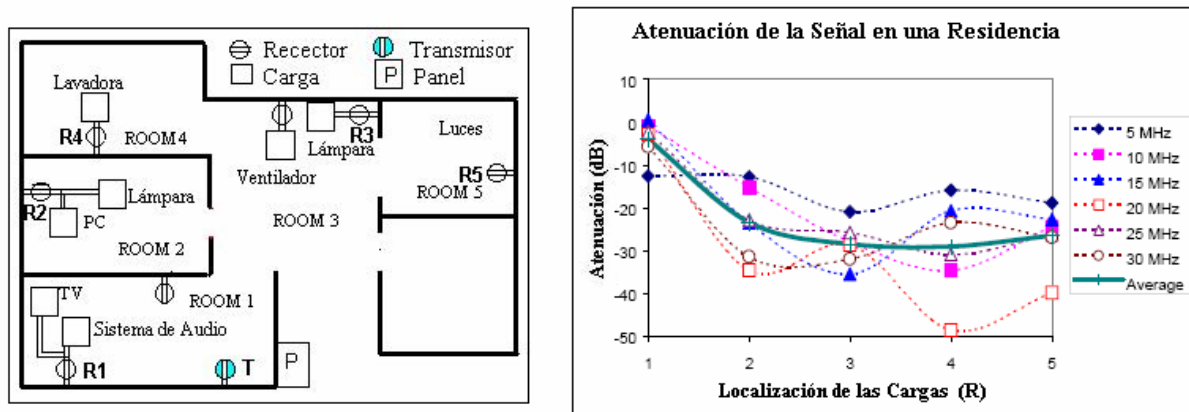 Recector
Transmisor
Carga
P
Panel
Lavadora
R4
ROOM 4
R3
Lámpara
Luces
Ventilador
R5
ROOM 5
R2
Lámpara
PC
ROOM 3
ROOM 2
TV
ROOM 1
Sistema de Audio
R1
T
P
Atenuación de la Señal en una Residencia
Atenuación (dB)
10
0
-10
-20
-30
-40
-50
1 2 3 4 5
Localización de las Cargas (R)
5 MHz
10 MHz
15 MHz
20 MHz
25 MHz
30 MHz
Average